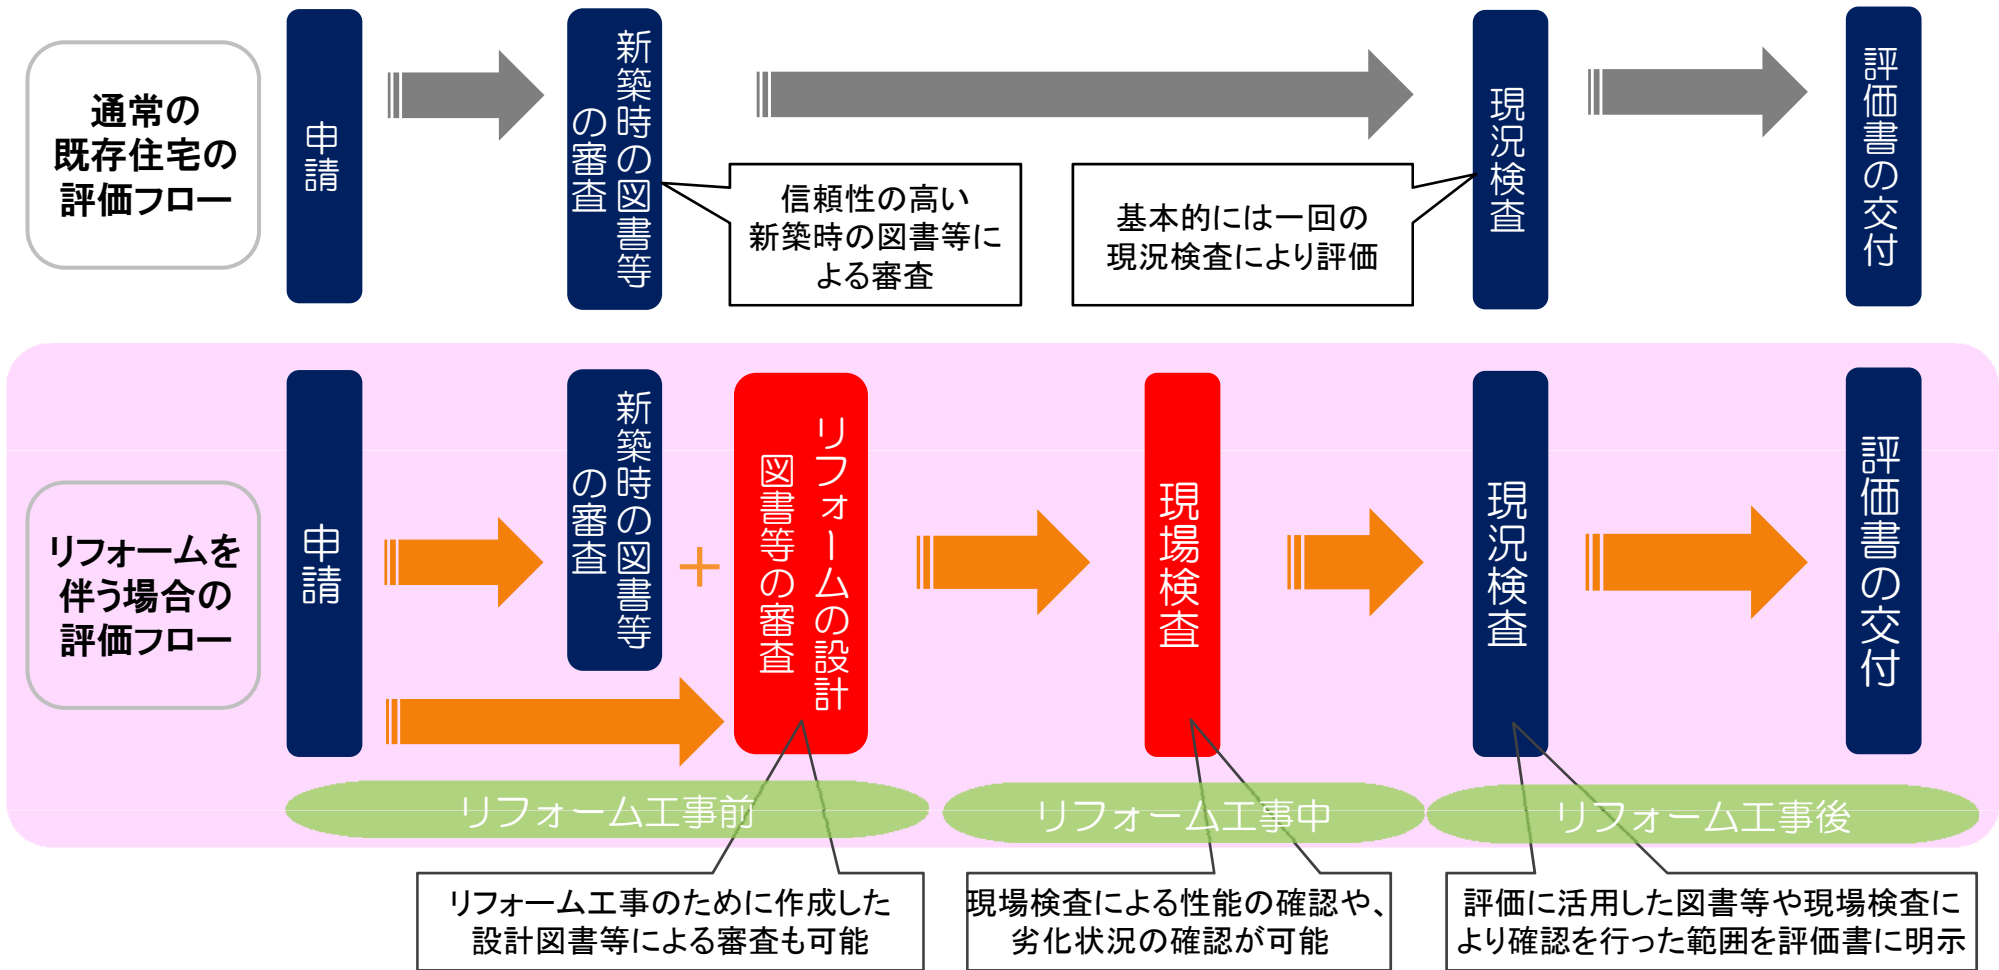 通常の
既存住宅の
評価フロー
申請
新築時の図書等
の審査
現況検査
評価書の交付
信頼性の高い
新築時の図書等に
よる審査
基本的には一回の
現況検査により評価
リフォームを
伴う場合の
評価フロー
申請
新築時の図書等
の審査
+
リフォームの設計
図書等の審査
現場検査
現況検査
評価書の交付
リフォーム工事前
リフォーム工事中
リフォーム工事後
リフォーム工事のために作成した
設計図書等による審査も可能
現場検査による性能の確認や、
劣化状況の確認が可能
評価に活用した図書等や現場検査に
より確認を行った範囲を評価書に明示